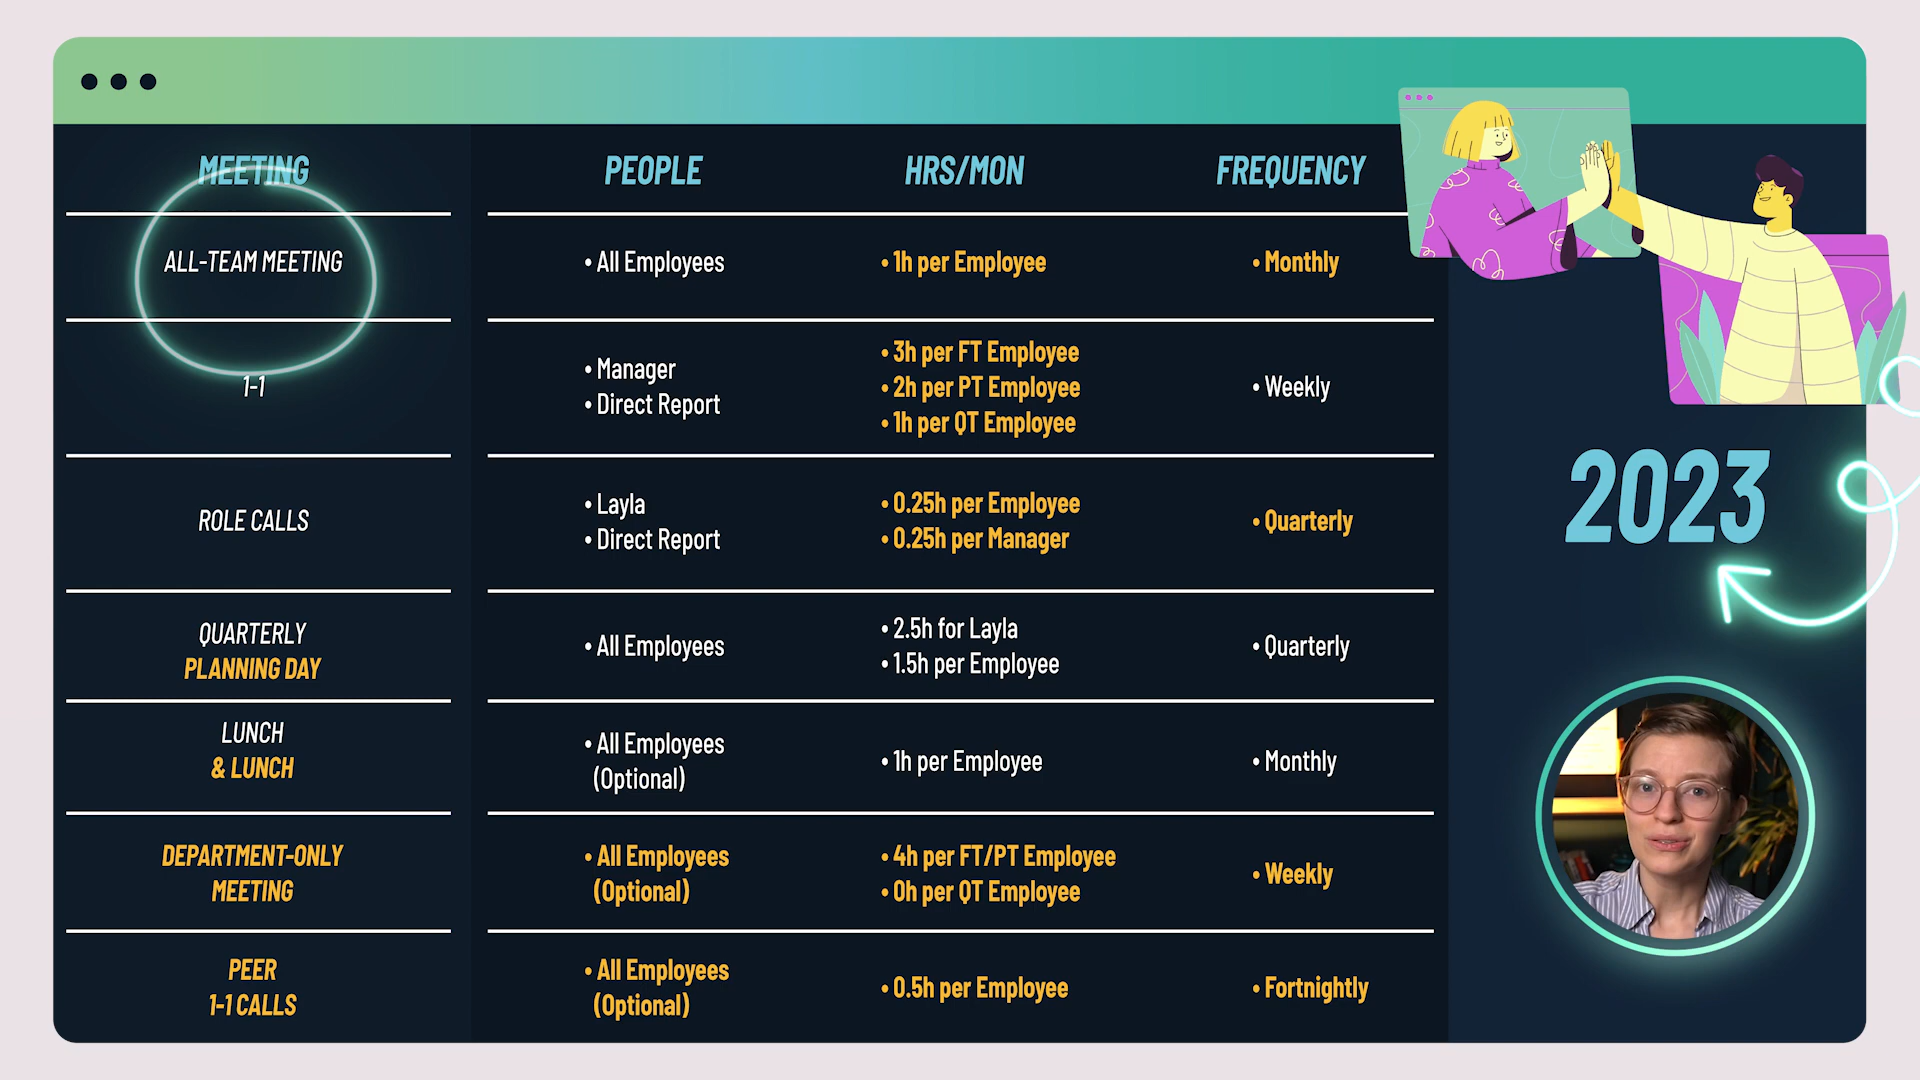 MEETING
PEOPLE
HRS/MON
FREQUENCY
ALL-TEAM MEETING
• All Employees
• 1h per Employee
• Monthly
1-1
• Manager
• Direct Report
• 3h per FT Employee
• 2h per PT Employee
• 1h per QT Employee
• Weekly
ROLE CALLS
• Layla
• Direct Report
• 0.25h per Employee
• 0.25h per Manager
• Quarterly
QUARTERLY
PLANNING DAY
• All Employees
• 2.5h for Layla
• 1.5h per Employee
• Quarterly
LUNCH
& LUNCH
• All Employees
(Optional)
• 1h per Employee
• Monthly
DEPARTMENT-ONLY
MEETING
• All Employees
(Optional)
• 4h per FT/PT Employee
• 0h per QT Employee
• Weekly
PEER
1-1 CALLS
• All Employees
(Optional)
• 0.5h per Employee
• Fortnightly
2023